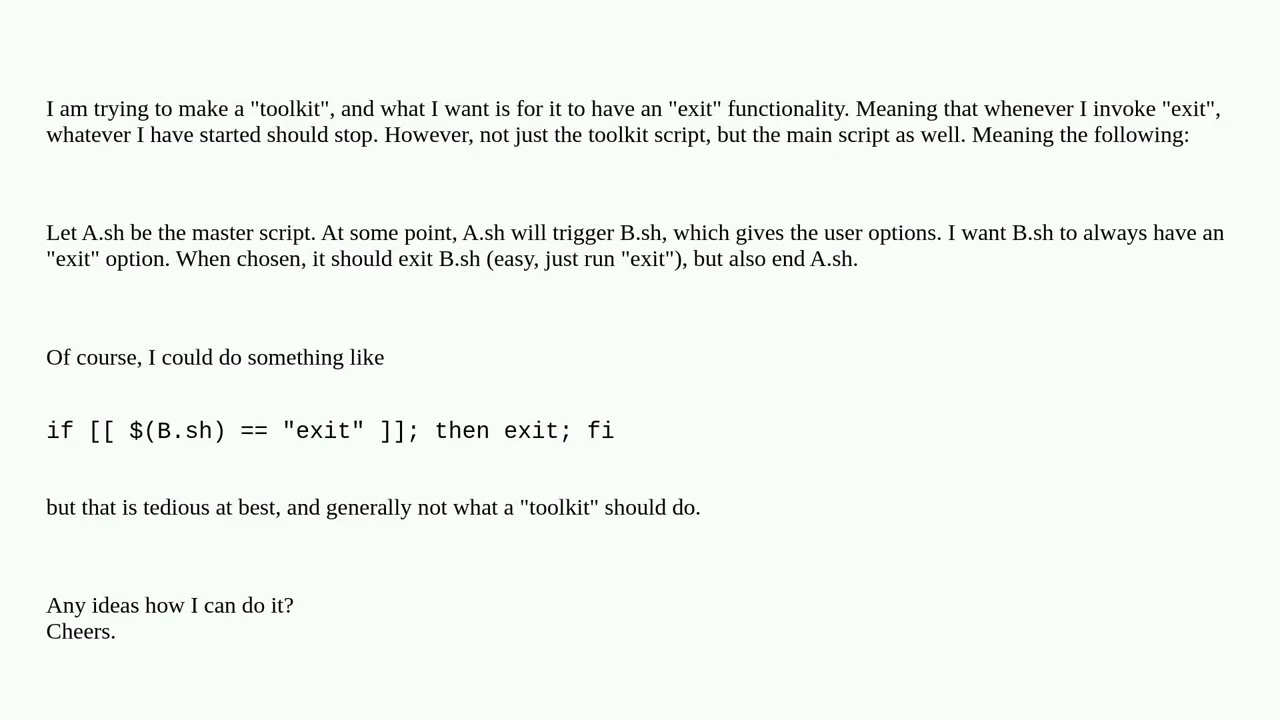 I am trying to make a "toolkit", and what I want is for it to have an "exit" functionality. Meaning that whenever I invoke "exit",
whatever I have started should stop. However, not just the toolkit script, but the main script as well. Meaning the following:
Let A.sh be the master script. At some point, A.sh will trigger B.sh, which gives the user options. I want B.sh to always have an
"exit" option. When chosen, it should exit B.sh (easy, just run "exit"), but also end A.sh.
Of course, I could do something like
if [[ $(B.sh) == "exit" ]]; then exit; fi
but that is tedious at best, and generally not what a "toolkit" should do.
Any ideas how I can do it?
Cheers.